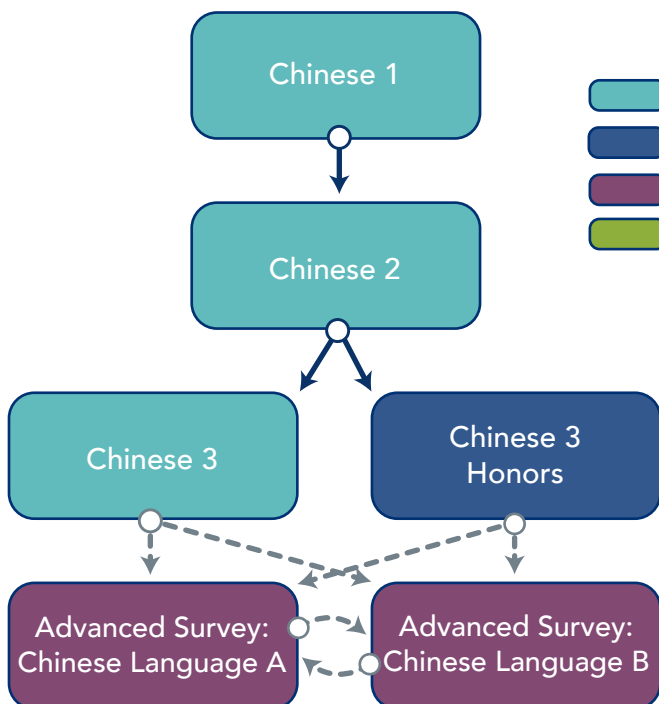 Chinese 1
Chinese 2
Chinese 3
Chinese 3
Honors
Advanced Survey:
Chinese Language A
Advanced Survey:
Chinese Language B